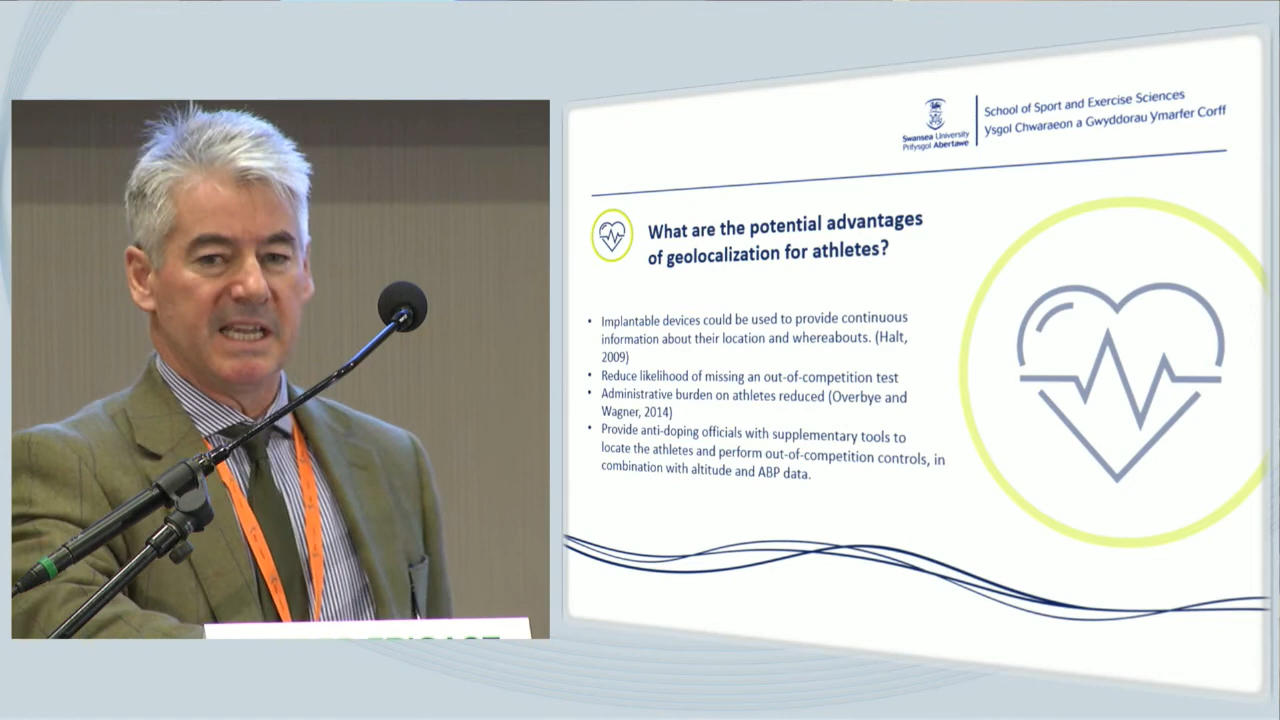 Swansea University
Prifysgol Abertawe
School of Sport and Exercise Sciences
Ysgol Chwaraeon a Gwyddorau Ymarfer Corff
What are the potential advantages
of geolocalization for athletes?
• Implantable devices could be used to provide continuous
information about their location and whereabouts. (Halt,
2009)
• Reduce likelihood of missing an out-of-competition test
• Administrative burden on athletes reduced (Overbye and
Wagner, 2014)
• Provide anti-doping officials with supplementary tools to
locate the athletes and perform out-of-competition controls, in
combination with altitude and ABP data.